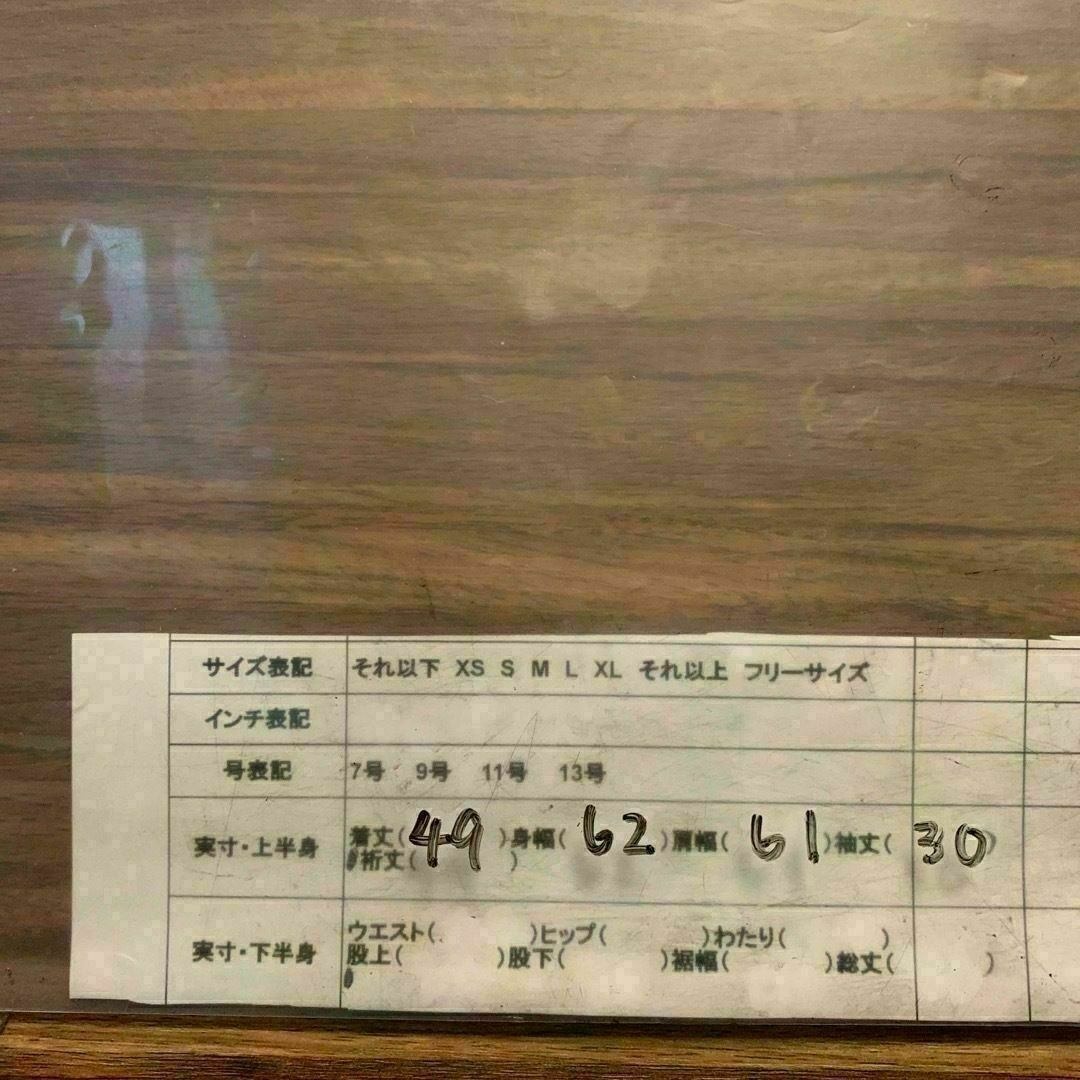 サイズ表記 それ以下 XS S M L XL それ以上 フリーサイズ
インチ表記
号表記 7号 9号 11号 13号
実寸・上半身 着丈(49)身幅(62)肩幅(61)袖丈(30)
裄丈( )
実寸・下半身 ウエスト( )ヒップ( )わたり( )
股上( )股下( )裾幅( )総丈( )